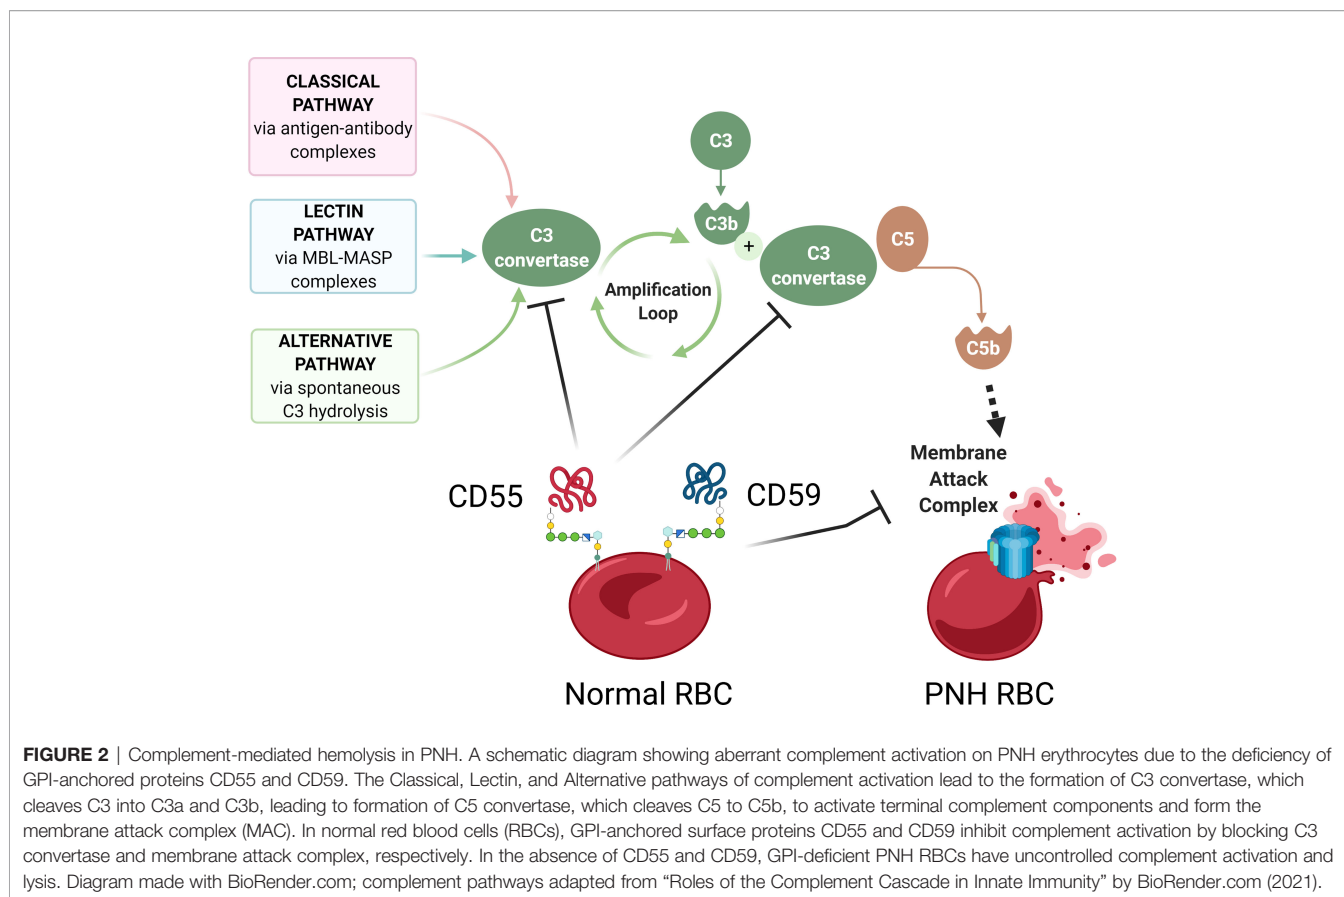 CLASSICAL
PATHWAY
via antigen-antibody
complexes
LECTIN
PATHWAY
via MBL-MASP
complexes
ALTERNATIVE
PATHWAY
via spontaneous
C3 hydrolysis
C3
convertase
Amplification
Loop
C3
C3b
+
C3
convertase
C5
C5b
Membrane
Attack
Complex
CD55
CD59
Normal RBC
PNH RBC
FIGURE 2 | Complement-mediated hemolysis in PNH. A schematic diagram showing aberrant complement activation on PNH erythrocytes due to the deficiency of
GPI-anchored proteins CD55 and CD59. The Classical, Lectin, and Alternative pathways of complement activation lead to the formation of C3 convertase, which
cleaves C3 into C3a and C3b, leading to formation of C5 convertase, which cleaves C5 to C5b, to activate terminal complement components and form the
membrane attack complex (MAC). In normal red blood cells (RBCs), GPI-anchored surface proteins CD55 and CD59 inhibit complement activation by blocking C3
convertase and membrane attack complex, respectively. In the absence of CD55 and CD59, GPI-deficient PNH RBCs have uncontrolled complement activation and
lysis. Diagram made with BioRender.com; complement pathways adapted from “Roles of the Complement Cascade in Innate Immunity” by BioRender.com (2021).